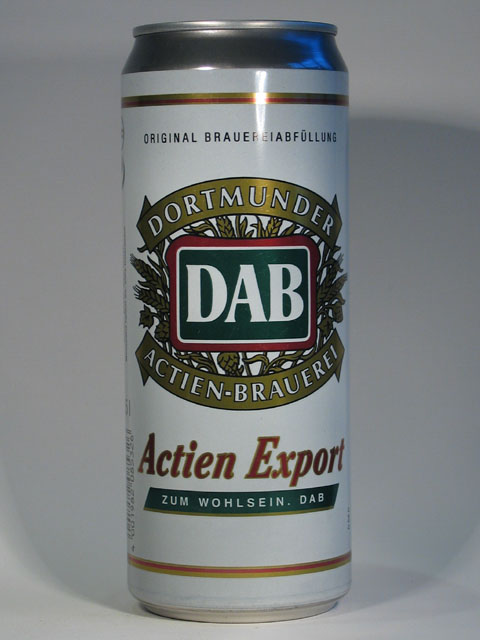 ORIGINAL BRAUEREIABFÜLLUNG
DORTMUNDER
DAB
ACTIEN-BRAUEREI
Actien Export
ZUM WOHLSEIN. DAB